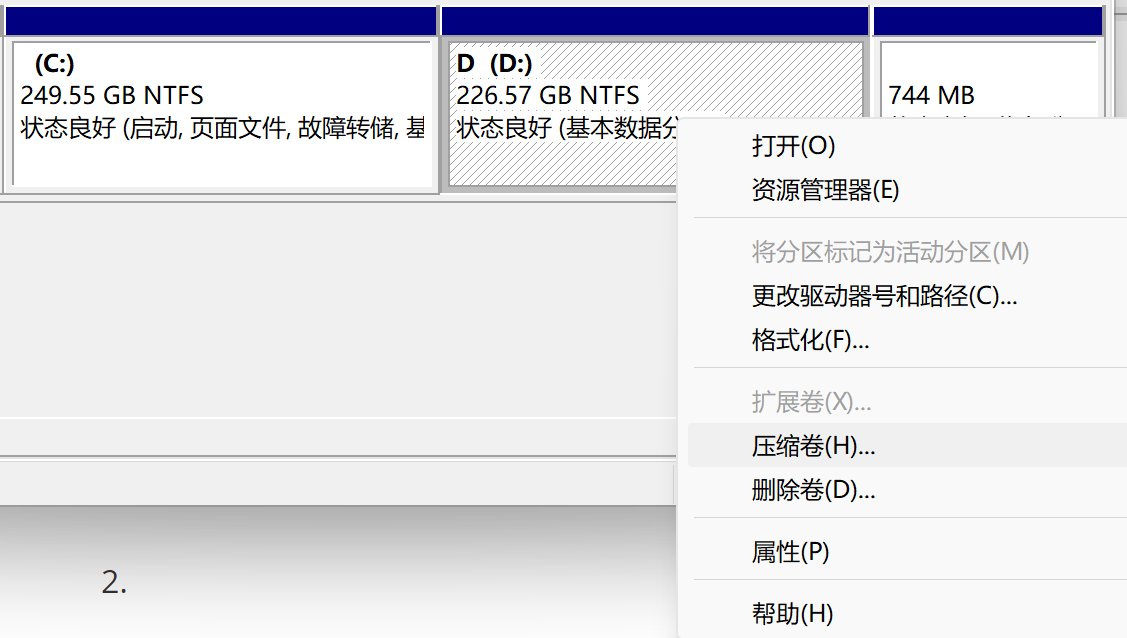 (C:)
249.55 GB NTFS
状态良好 (启动, 页面文件, 故障转储, 基
D (D:)
226.57 GB NTFS
状态良好 (基本数据分
744 MB
打开(O)
资源管理器(E)
将分区标记为活动分区(M)
更改驱动器号和路径(C)...
格式化(F)...
扩展卷(X)...
压缩卷(H)...
删除卷(D)...
属性(P)
帮助(H)
2.